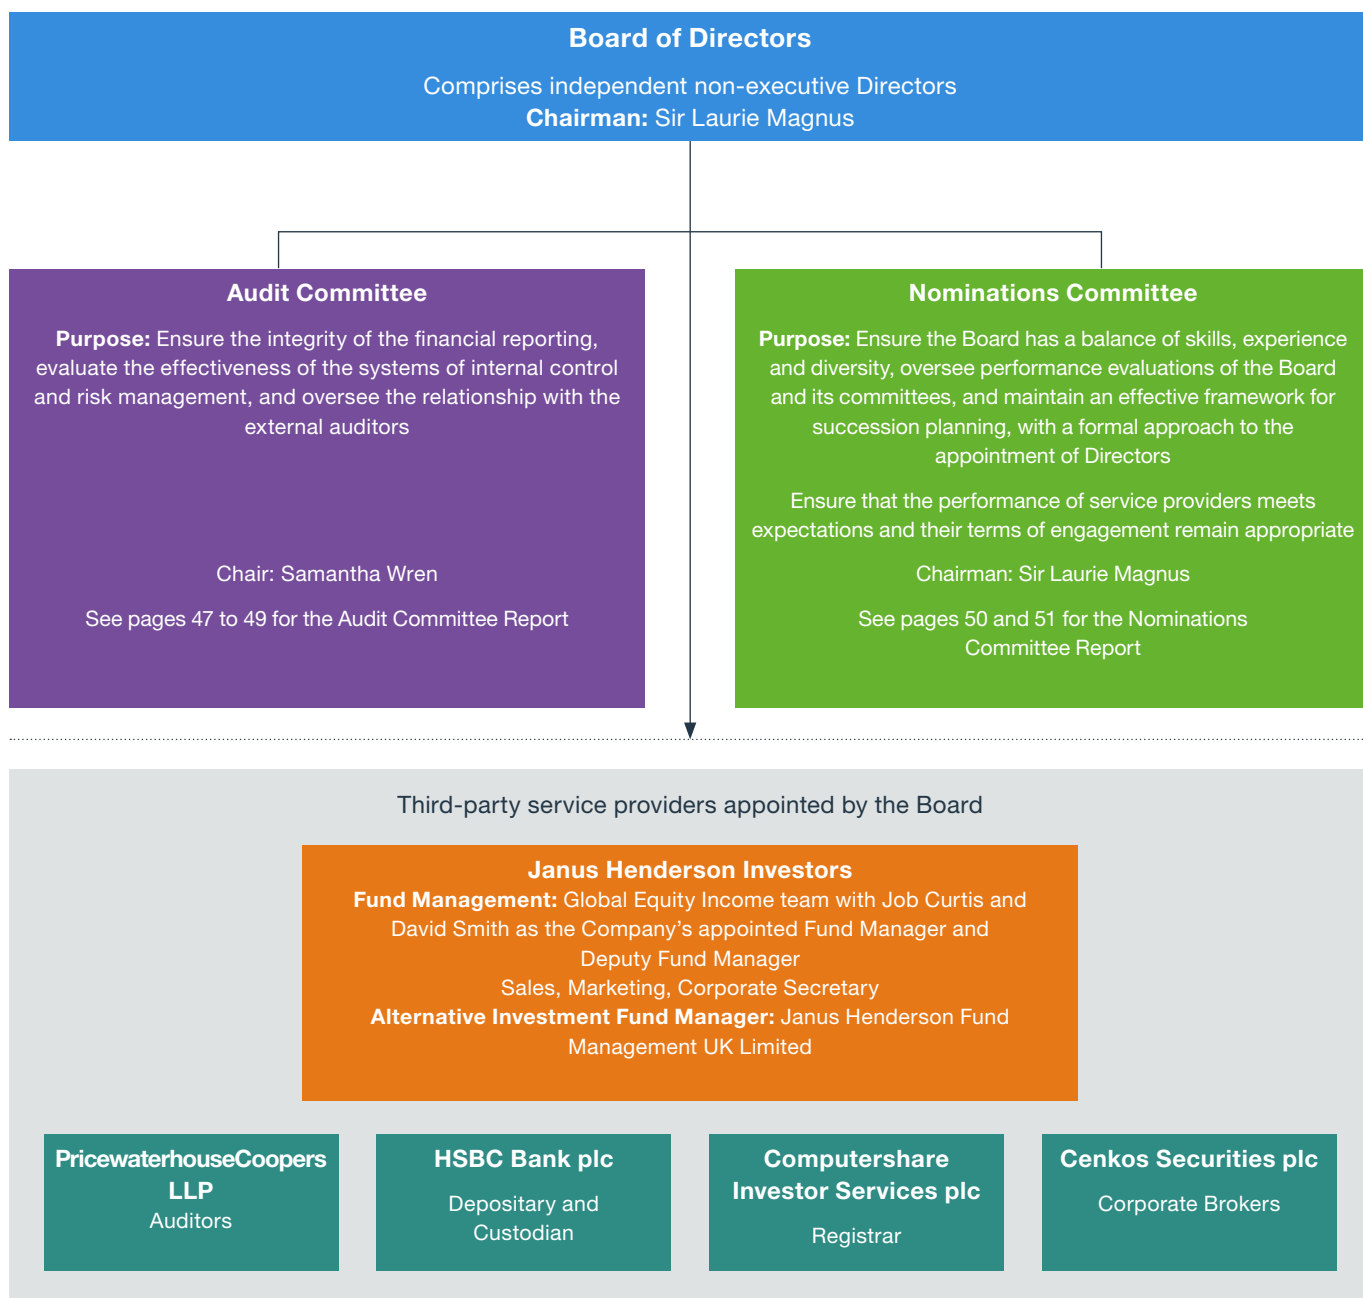 Board of Directors
Comprises independent non-executive Directors
Chairman: Sir Laurie Magnus
Audit Committee
Purpose: Ensure the integrity of the financial reporting,
evaluate the effectiveness of the systems of internal control
and risk management, and oversee the relationship with the
external auditors
Chair: Samantha Wren
See pages 47 to 49 for the Audit Committee Report
Nominations Committee
Purpose: Ensure the Board has a balance of skills, experience
and diversity, oversee performance evaluations of the Board
and its committees, and maintain an effective framework for
succession planning, with a formal approach to the
appointment of Directors
Ensure that the performance of service providers meets
expectations and their terms of engagement remain appropriate
Chairman: Sir Laurie Magnus
See pages 50 and 51 for the Nominations
Committee Report
Third-party service providers appointed by the Board
Janus Henderson Investors
Fund Management: Global Equity Income team with Job Curtis and
David Smith as the Company’s appointed Fund Manager and
Deputy Fund Manager
Sales, Marketing, Corporate Secretary
Alternative Investment Fund Manager: Janus Henderson Fund
Management UK Limited
PricewaterhouseCoopers
LLP
Auditors
HSBC Bank plc
Depositary and
Custodian
Computershare
Investor Services plc
Registrar
Cenkos Securities plc
Corporate Brokers